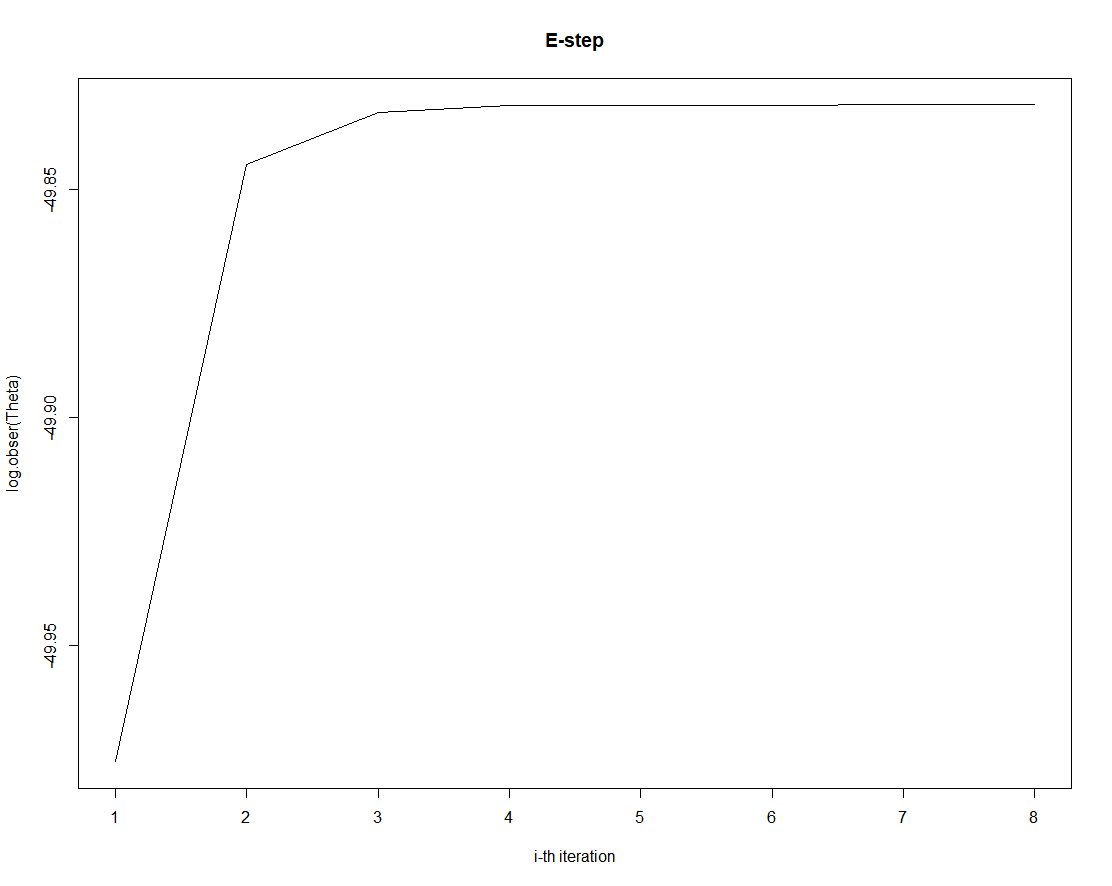 E-step
log.obser(Theta)
-49.85
-49.90
-49.95
1 2 3 4 5 6 7 8
i-th iteration